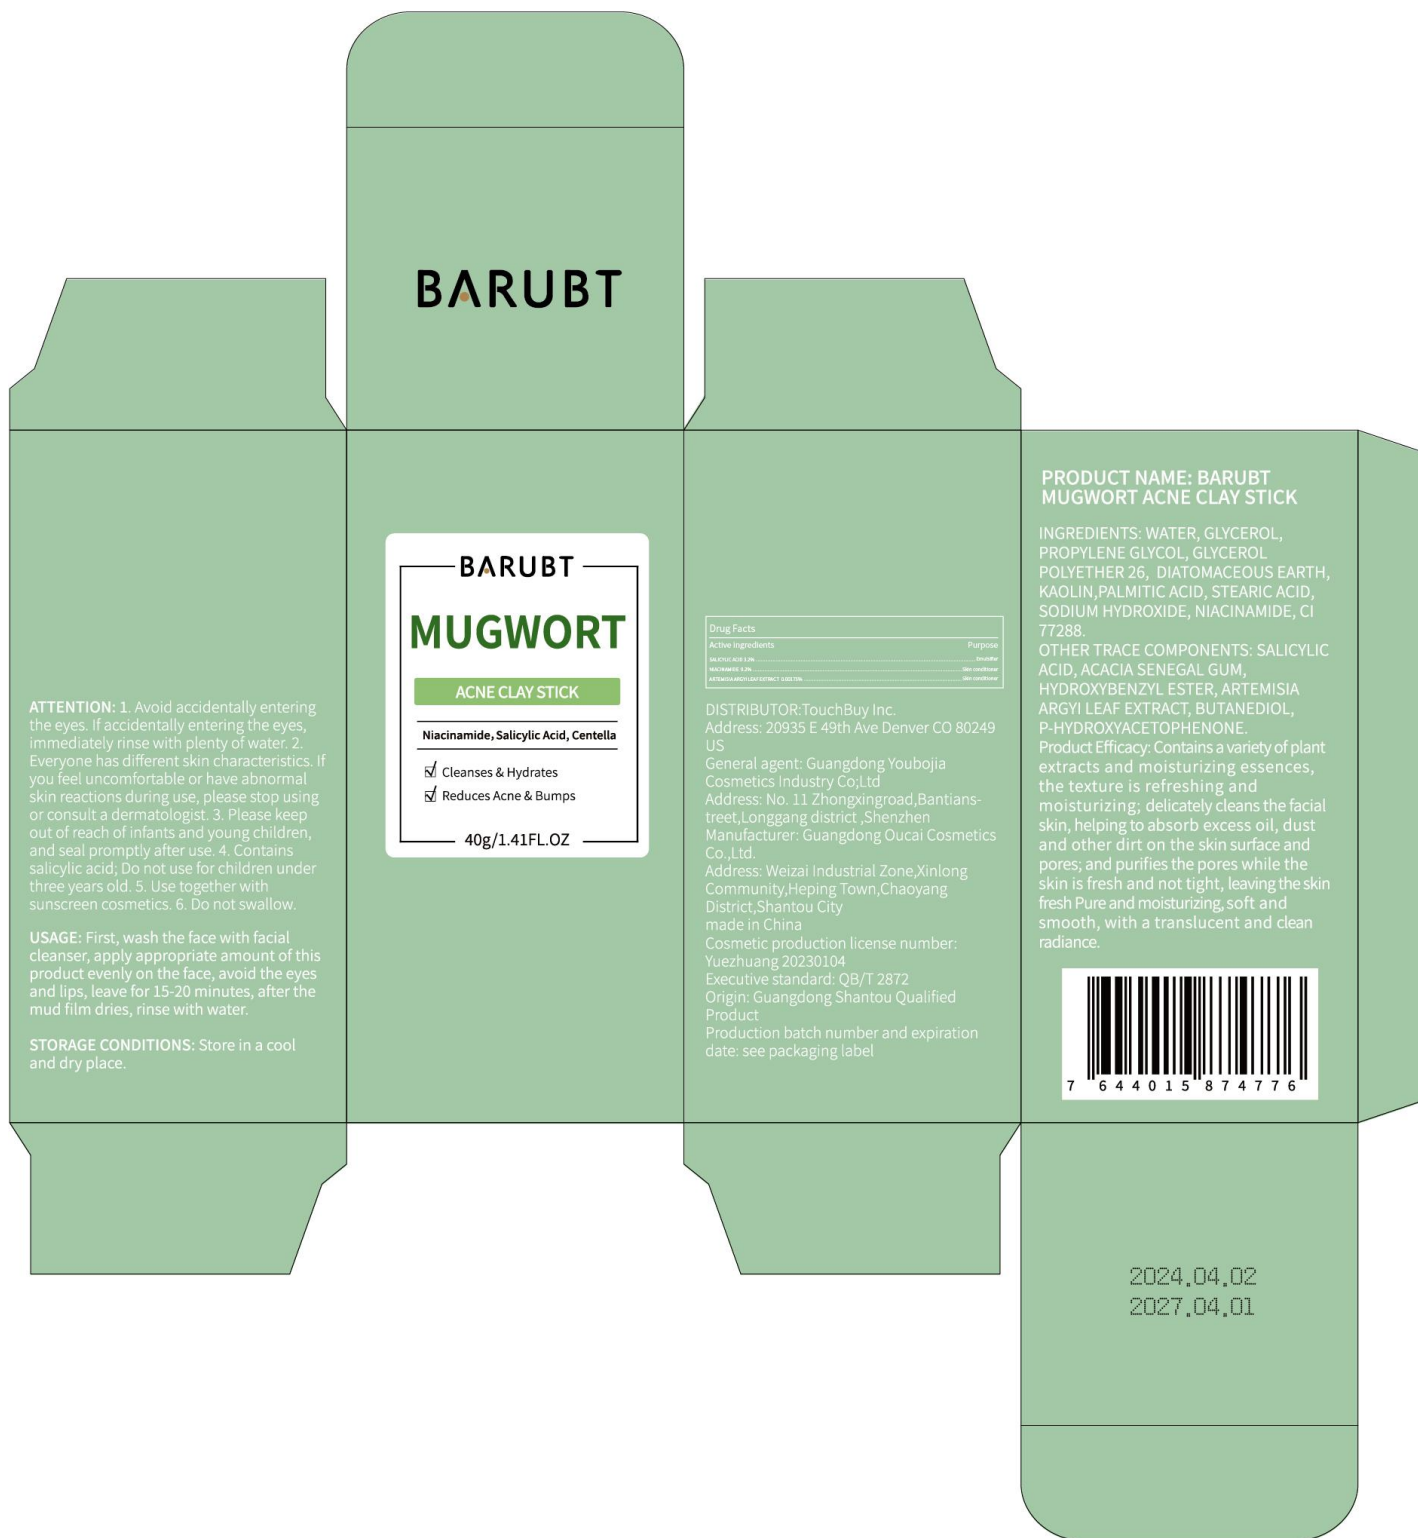 BARUBT
ATTENTION: 1. Avoid accidentally entering
the eyes. If accidentally entering the eyes,
immediately rinse with plenty of water. 2.
Everyone has different skin characteristics. If
you feel uncomfortable or have abnormal
skin reactions during use, please stop using
or consult a dermatologist. 3. Please keep
out of reach of infants and young children,
and seal promptly after use. 4. Contains
salicylic acid; Do not use for children under
three years old. 5. Use together with
sunscreen cosmetics. 6. Do not swallow.
USAGE: First, wash the face with facial
cleanser, apply appropriate amount of this
product evenly on the face, avoid the eyes
and lips, leave for 15-20 minutes, after the
mud film dries, rinse with water.
STORAGE CONDITIONS: Store in a cool
and dry place.
BARUBT
MUGWORT
ACNE CLAY STICK
Niacinamide, Salicylic Acid, Centella
Cleanses & Hydrates
Reduces Acne & Bumps
40g/1.41FL.OZ
Drug Facts
Active ingredients Purpose
SALICYLIC ACID
NIACINAMIDE Skin conditioner
ARTEMISIA ARGYI LEAF EXTRACT Skin conditioner
DISTRIBUTOR:TouchBuy Inc.
Address: 20935 E 49th Ave Denver CO 80249
US
General agent: Guangdong Youbojia
Cosmetics Industry Co;Ltd
Address: No. 11 Zhongxingroad,Bantians-
treet,Longgang district ,Shenzhen
Manufacturer: Guangdong Oucai Cosmetics
Co.,Ltd.
Address: Weizai Industrial Zone,Xinlong
Community,Heping Town,Chaoyang
District,Shantou City
made in China
Cosmetic production license number:
Yuezhuang 20230104
Executive standard: QB/T 2872
Origin: Guangdong Shantou Qualified
Product
Production batch number and expiration
date: see packaging label
PRODUCT NAME: BARUBT
MUGWORT ACNE CLAY STICK
INGREDIENTS: WATER, GLYCEROL,
PROPYLENE GLYCOL, GLYCEROL
POLYETHER 26, DIATOMACEOUS EARTH,
KAOLIN,PALMITIC ACID, STEARIC ACID,
SODIUM HYDROXIDE, NIACINAMIDE, CI
77288.
OTHER TRACE COMPONENTS: SALICYLIC
ACID, ACACIA SENEGAL GUM,
HYDROXYBENZYL ESTER, ARTEMISIA
ARGYI LEAF EXTRACT, BUTANEDIOL,
P-HYDROXYACETOPHENONE.
Product Efficacy: Contains a variety of plant
extracts and moisturizing essences,
the texture is refreshing and
moisturizing; delicately cleans the facial
skin, helping to absorb excess oil, dust
and other dirt on the skin surface and
pores; and purifies the pores while the
skin is fresh and not tight, leaving the skin
fresh Pure and moisturizing, soft and
smooth, with a translucent and clean
radiance.
7 644015 874776
2024.04.02
2027.04.01